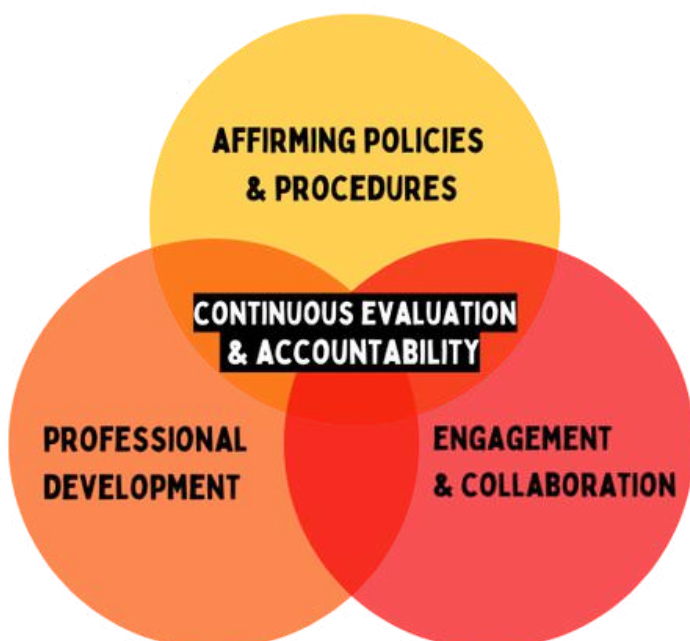 AFFIRMING POLICIES
& PROCEDURES
CONTINUOUS EVALUATION
& ACCOUNTABILITY
PROFESSIONAL
DEVELOPMENT
ENGAGEMENT
& COLLABORATION